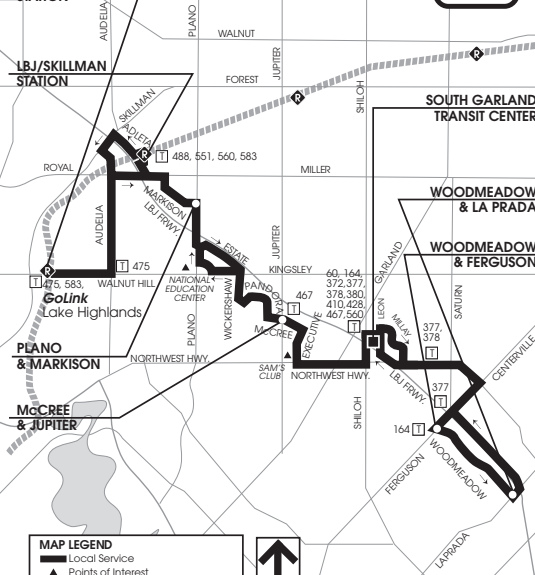 AUDELIA
PLANO
WALNUT
LBJ/SKILLMAN
STATION
JUPITER
FOREST
SHILOH
SKILLMAN
ADLETA
SOUTH GARLAND
TRANSIT CENTER
R
R
R
T 488, 551, 560, 583
ROYAL
MILLER
MARKISON
LBJ FRWY.
WOODMEADOW
& LA PRADA
AUDELIA
ESTATE
JUPITER
GARLAND
WOODMEADOW
& FERGUSON
R
T 475
KINGSLEY
T 475, 583,
WALNUT HILL
NATIONAL
EDUCATION
CENTER
WICKERSHAW
PANDORA
60, 164,
372,377,
378,380,
410,428,
467,560
T
LEON
MILLAY
SATURN
GoLink
Lake Highlands
467
T
McCREE
EXECUTIVE
377,
378
T
PLANO
& MARKISON
PLANO
NORTHWEST HWY.
SAM'S
CLUB
NORTHWEST HWY.
LBJ FRWY.
CENTERVILLE
McCREE
& JUPITER
SHILOH
377
T
164 T
FERGUSON
WOODMEADOW
LAPRADA
MAP LEGEND
Local Service
Points of Interest